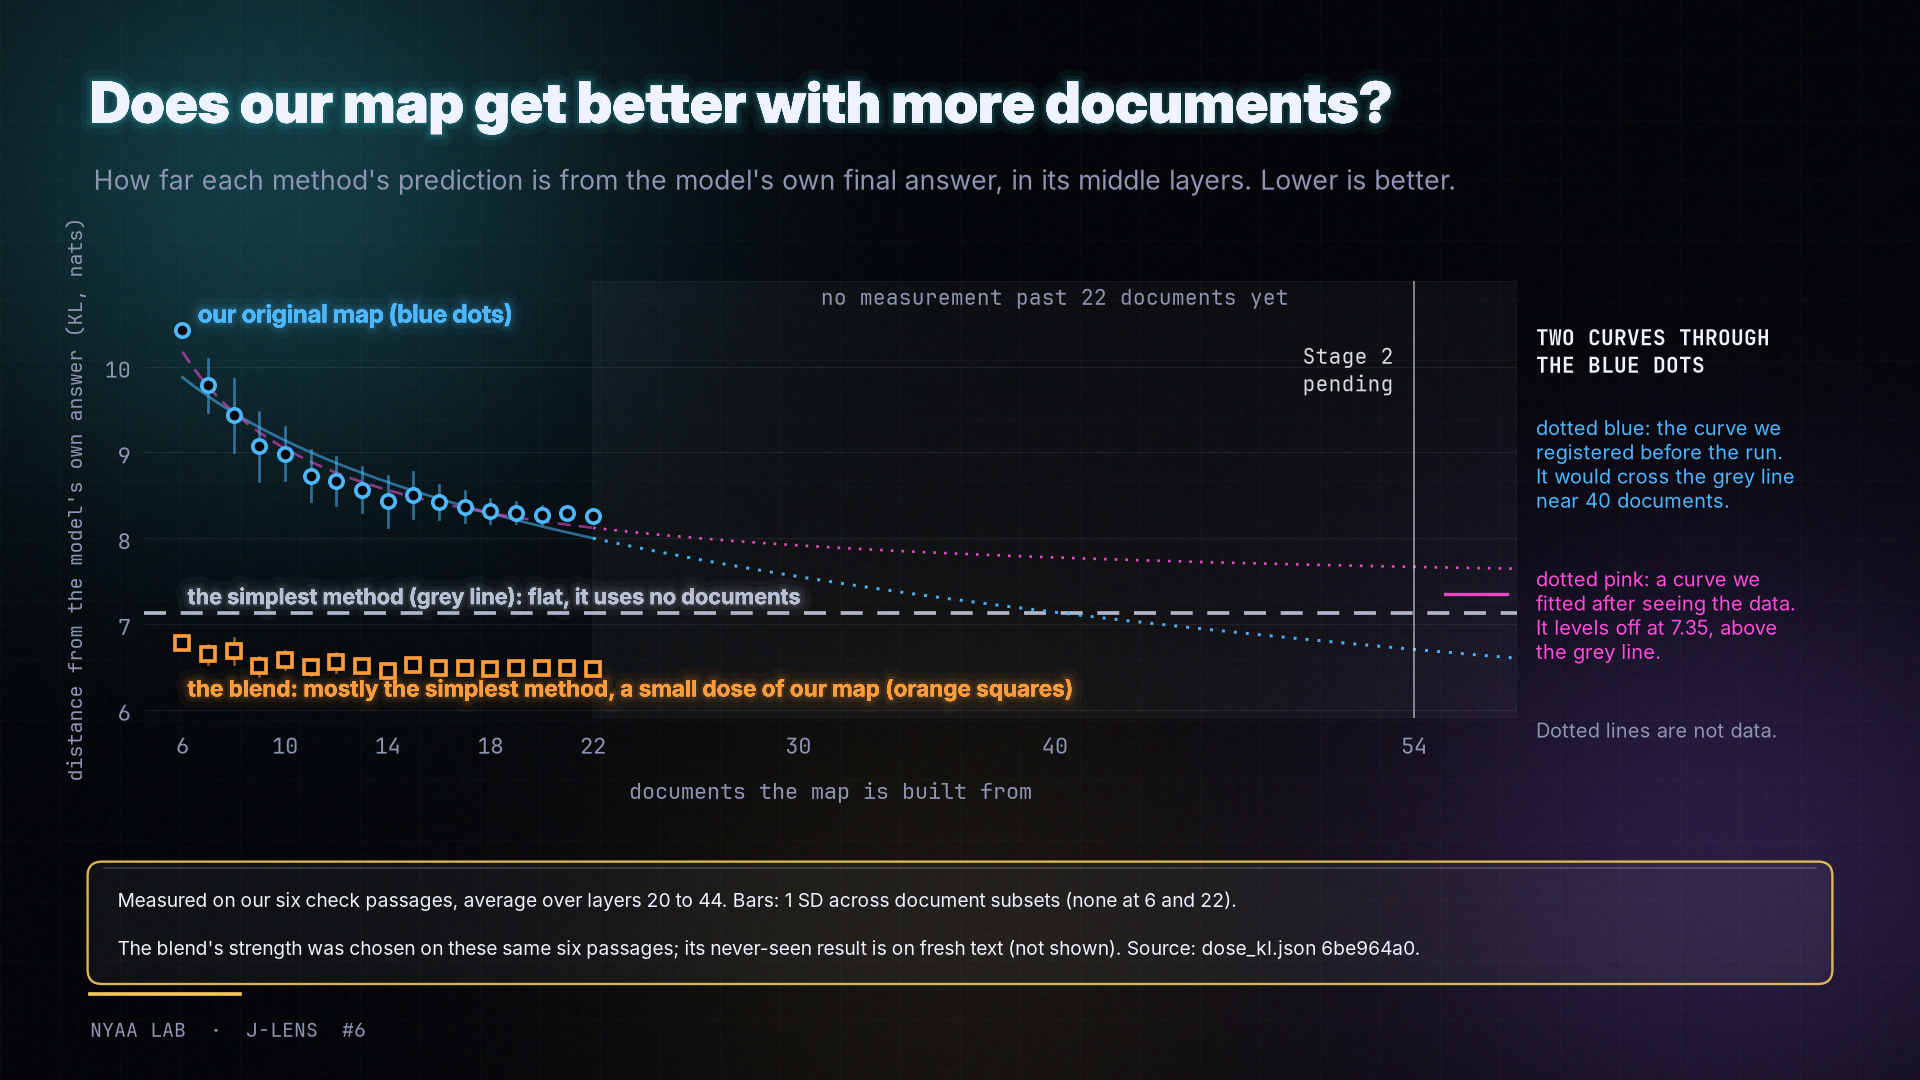 Does our map get better with more documents?
How far each method's prediction is from the model's own final answer, in its middle layers. Lower is better.
distance from the model's own answer (KL, nats)
no measurement past 22 documents yet
our original map (blue dots)
Stage 2
pending
10
9
8
7
6
the simplest method (grey line): flat, it uses no documents
the blend: mostly the simplest method, a small dose of our map (orange squares)
6 10 14 18 22 30 40 54
documents the map is built from
TWO CURVES THROUGH
THE BLUE DOTS
dotted blue: the curve we
registered before the run.
It would cross the grey line
near 40 documents.
dotted pink: a curve we
fitted after seeing the data.
It levels off at 7.35, above
the grey line.
Dotted lines are not data.
Measured on our six check passages, average over layers 20 to 44. Bars: 1 SD across document subsets (none at 6 and 22).
The blend's strength was chosen on these same six passages; its never-seen result is on fresh text (not shown). Source: dose_kl.json 6be964a0.
NYAA LAB · J-LENS #6